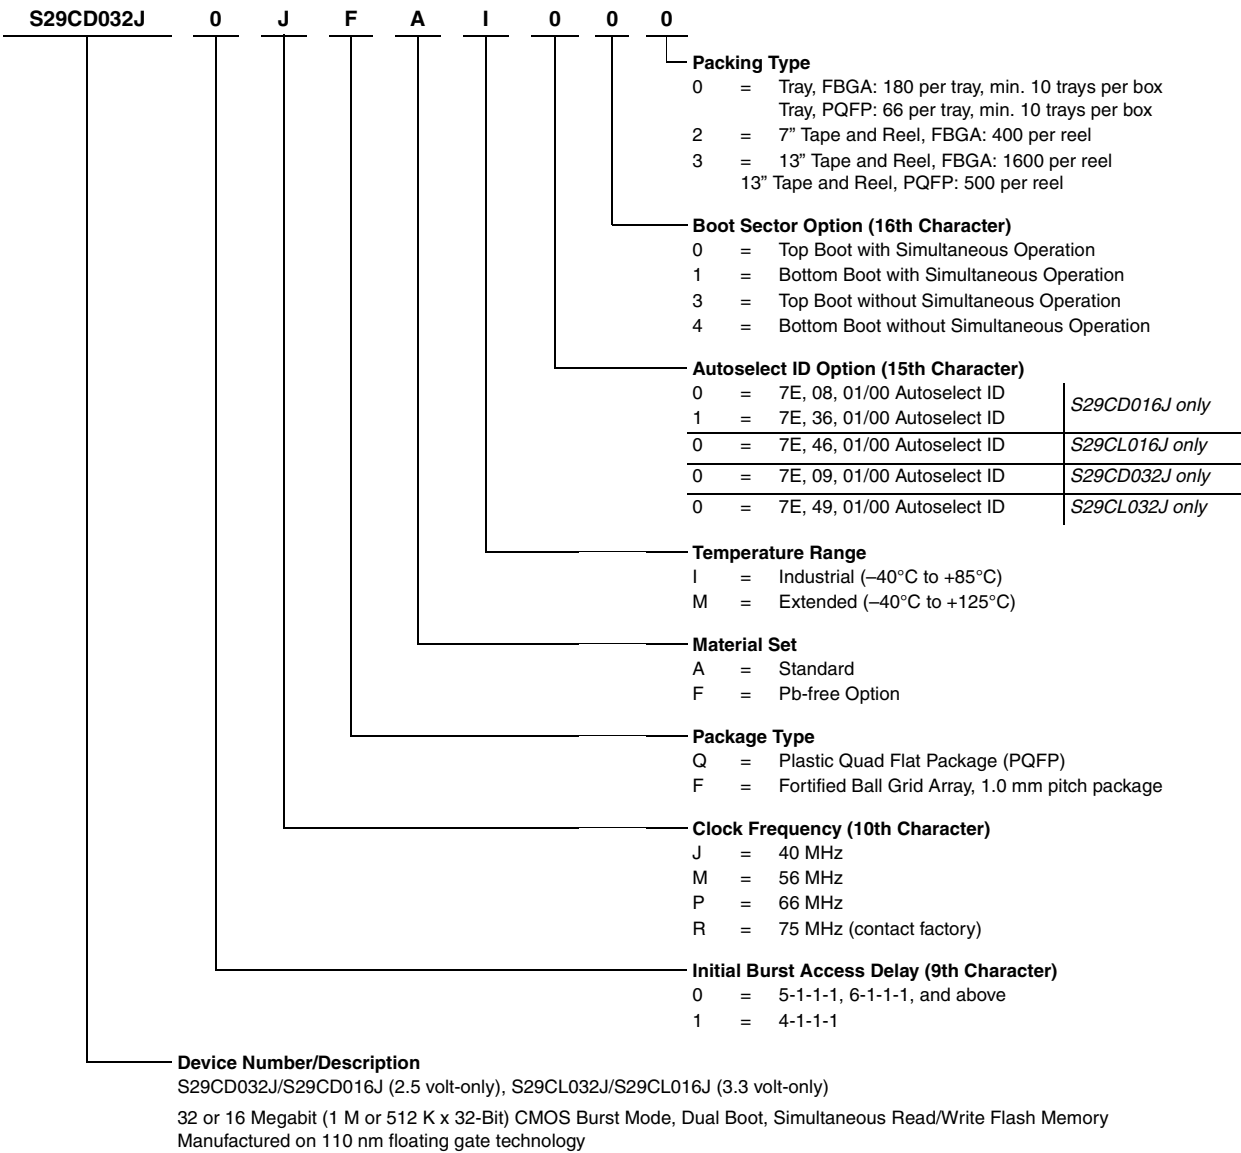 S29CD032J 0 J F A I 0 0 0
Packing Type
0 = Tray, FBGA: 180 per tray, min. 10 trays per box
Tray, PQFP: 66 per tray, min. 10 trays per box
2 = 7” Tape and Reel, FBGA: 400 per reel
3 = 13” Tape and Reel, FBGA: 1600 per reel
13” Tape and Reel, PQFP: 500 per reel
Boot Sector Option (16th Character)
0 = Top Boot with Simultaneous Operation
1 = Bottom Boot with Simultaneous Operation
3 = Top Boot without Simultaneous Operation
4 = Bottom Boot without Simultaneous Operation
Autoselect ID Option (15th Character)
0 = 7E, 08, 01/00 Autoselect ID
S29CD016J only
1 = 7E, 36, 01/00 Autoselect ID
0 = 7E, 46, 01/00 Autoselect ID S29CL016J only
0 = 7E, 09, 01/00 Autoselect ID S29CD032J only
0 = 7E, 49, 01/00 Autoselect ID S29CL032J only
Temperature Range
I = Industrial (–40°C to +85°C)
M = Extended (–40°C to +125°C)
Material Set
A = Standard
F = Pb-free Option
Package Type
Q = Plastic Quad Flat Package (PQFP)
F = Fortified Ball Grid Array, 1.0 mm pitch package
Clock Frequency (10th Character)
J = 40 MHz
M = 56 MHz
P = 66 MHz
R = 75 MHz (contact factory)
Initial Burst Access Delay (9th Character)
0 = 5-1-1-1, 6-1-1-1, and above
1 = 4-1-1-1
Device Number/Description
S29CD032J/S29CD016J (2.5 volt-only), S29CL032J/S29CL016J (3.3 volt-only)
32 or 16 Megabit (1 M or 512 K x 32-Bit) CMOS Burst Mode, Dual Boot, Simultaneous Read/Write Flash Memory
Manufactured on 110 nm floating gate technology